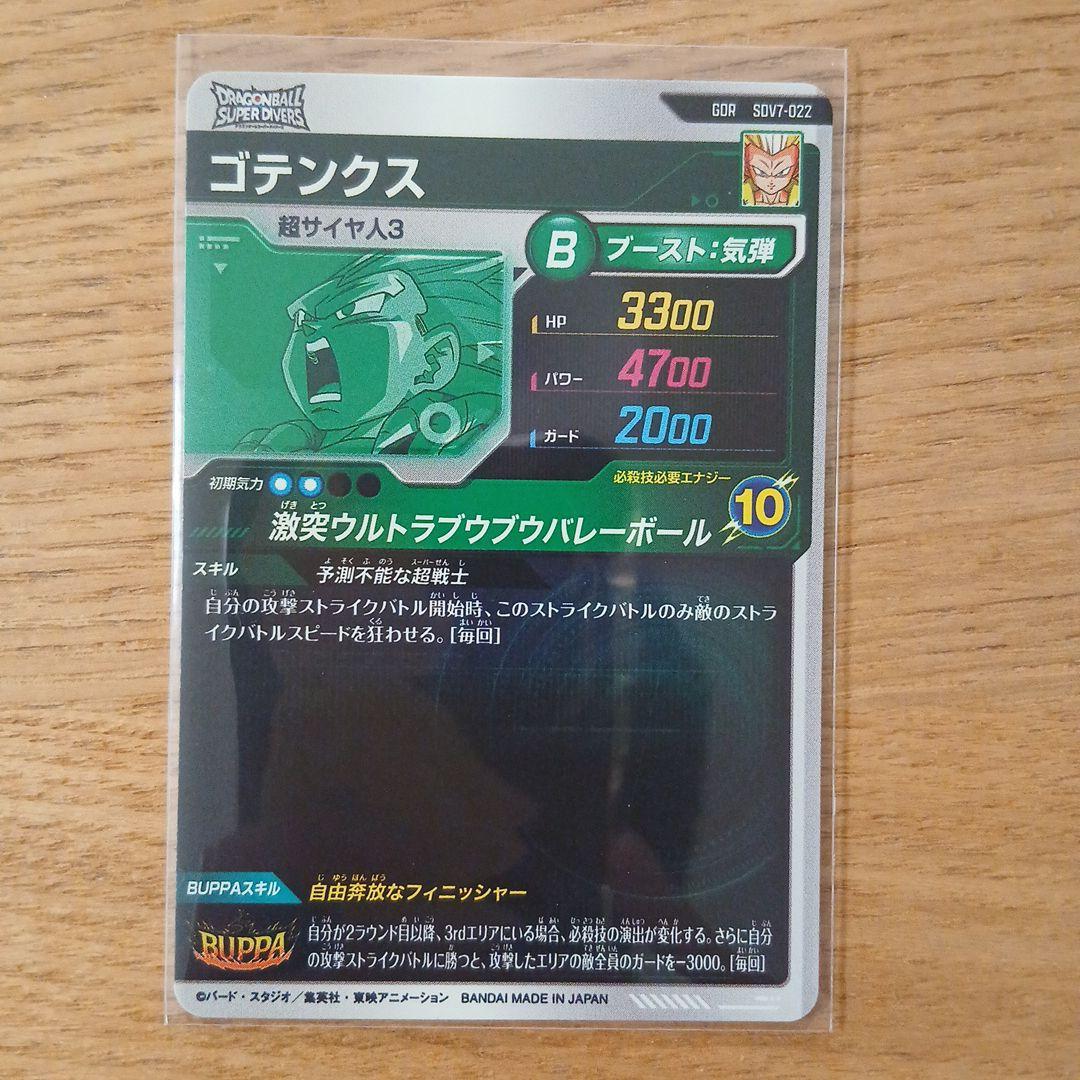 DRAGONBALL
SUPER DIVERS
GDR SDV7-022
ゴテンクス
超サイヤ人3
B ブースト:気弾
HP 3300
パワー 4700
ガード 2000
初期気力
必殺技必要エナジー
10
激突ウルトラブウブウバレーボール
スキル 予測不能な超戦士
自分の攻撃ストライクバトル開始時、このストライクバトルのみ敵のストラ
イクバトルスピードを狂わせる。[毎回]
BUPPAスキル 自由奔放なフィニッシャー
BUPPA
自分が2ラウンド目以降、3rdエリアにいる場合、必殺技の演出が変化する。さらに自分
の攻撃ストライクバトルに勝つと、攻撃したエリアの敵全員のガードを-3000。[毎回]
©バード・スタジオ/集英社・東映アニメーション BANDAI MADE IN JAPAN